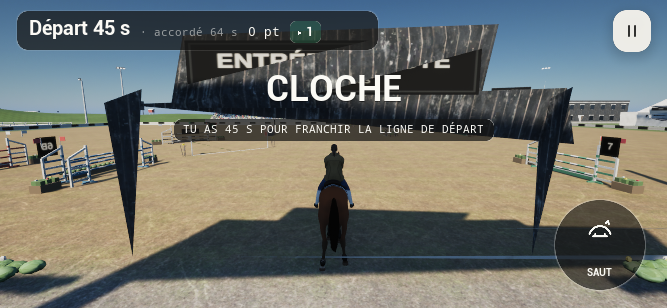 Départ 45 s · accordé 64 s 0 pt ▸1
CLOCHE
TU AS 45 S POUR FRANCHIR LA LIGNE DE DÉPART
7
SAUT